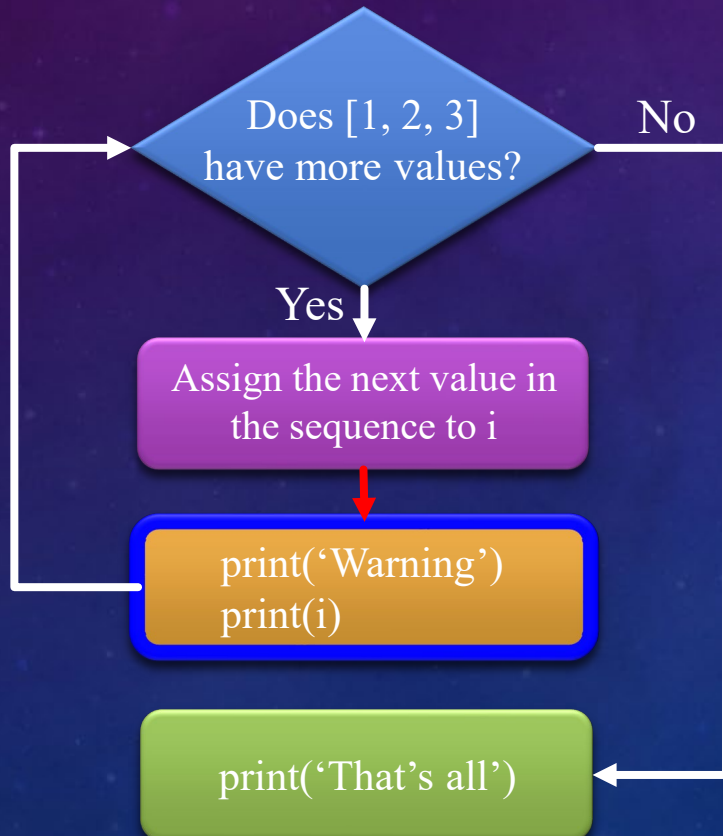 Does [1, 2, 3]
have more values?
No
Yes
Assign the next value in
the sequence to i
print(‘Warning’)
print(i)
print(‘That’s all’)